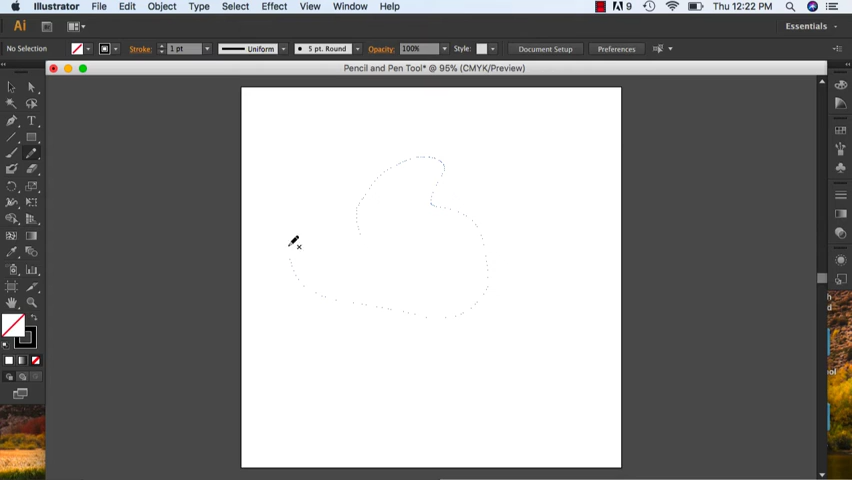 Illustrator File Edit Object Type Select Effect View Window Help 9 Thu 12:22 PM
Ai Essentials
No Selection Stroke: 1 pt Uniform 5 pt. Round Opacity: 100% Style: Document Setup Preferences
Pencil and Pen Tool* @ 95% (CMYK/Preview)
T